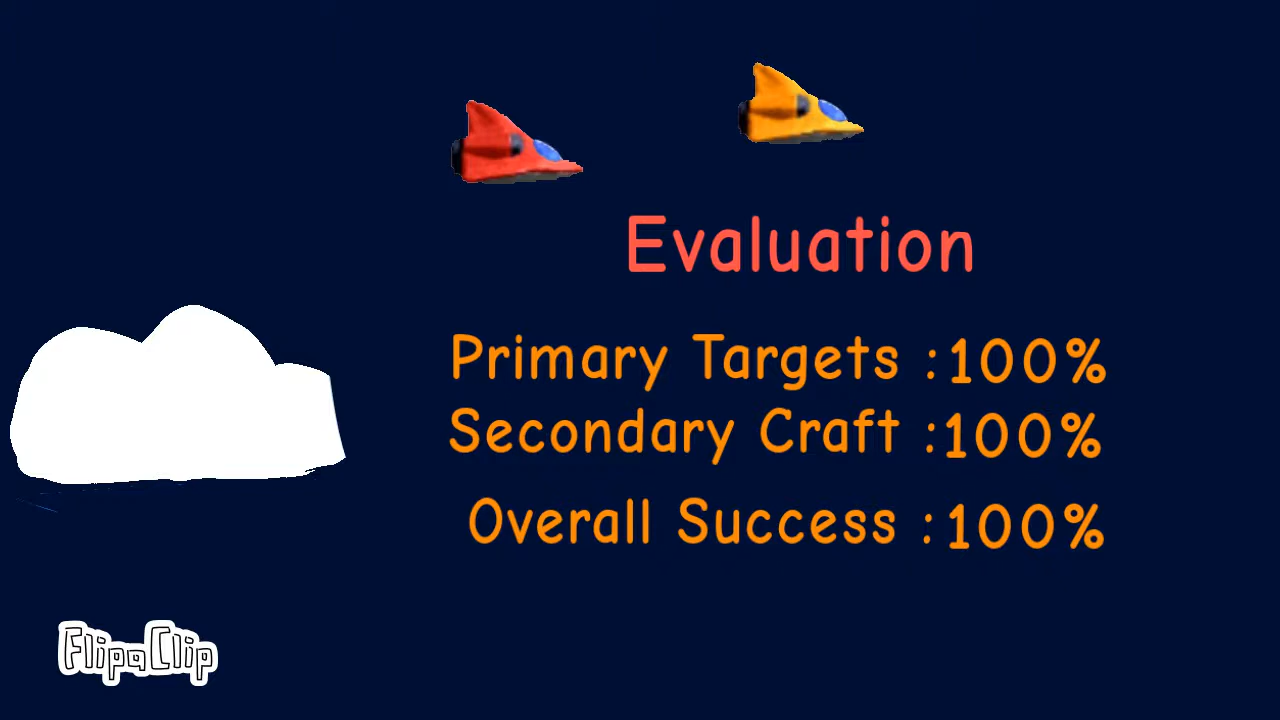 Evaluation
Primary Targets :100%
Secondary Craft :100%
Overall Success :100%
FlipaClip